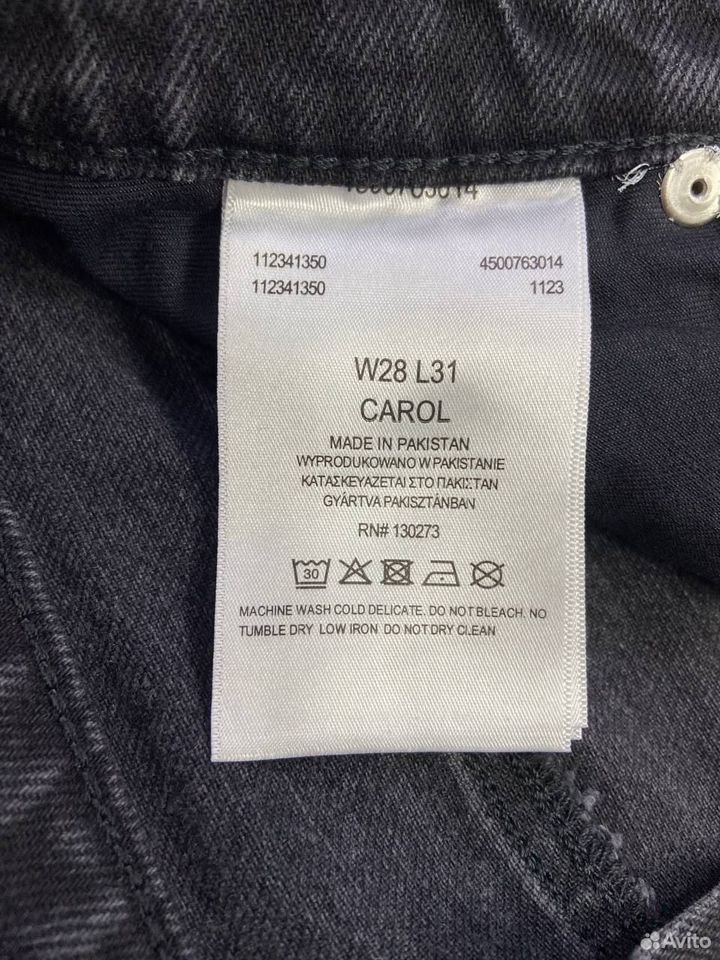 4500763014
112341350 4500763014
112341350 1123
W28 L31
CAROL
MADE IN PAKISTAN
WYPRODUKOWANO W PAKISTANIE
ΚΑΤΑΣΚΕΥΑΖΕΤΑΙ ΣΤΟ ΠΑΚΙΣΤΑΝ
GYÁRTVA PAKISZTÁNBAN
RN# 130273
30
MACHINE WASH COLD DELICATE. DO NOT BLEACH. NO
TUMBLE DRY LOW IRON DO NOT DRY CLEAN
Avito